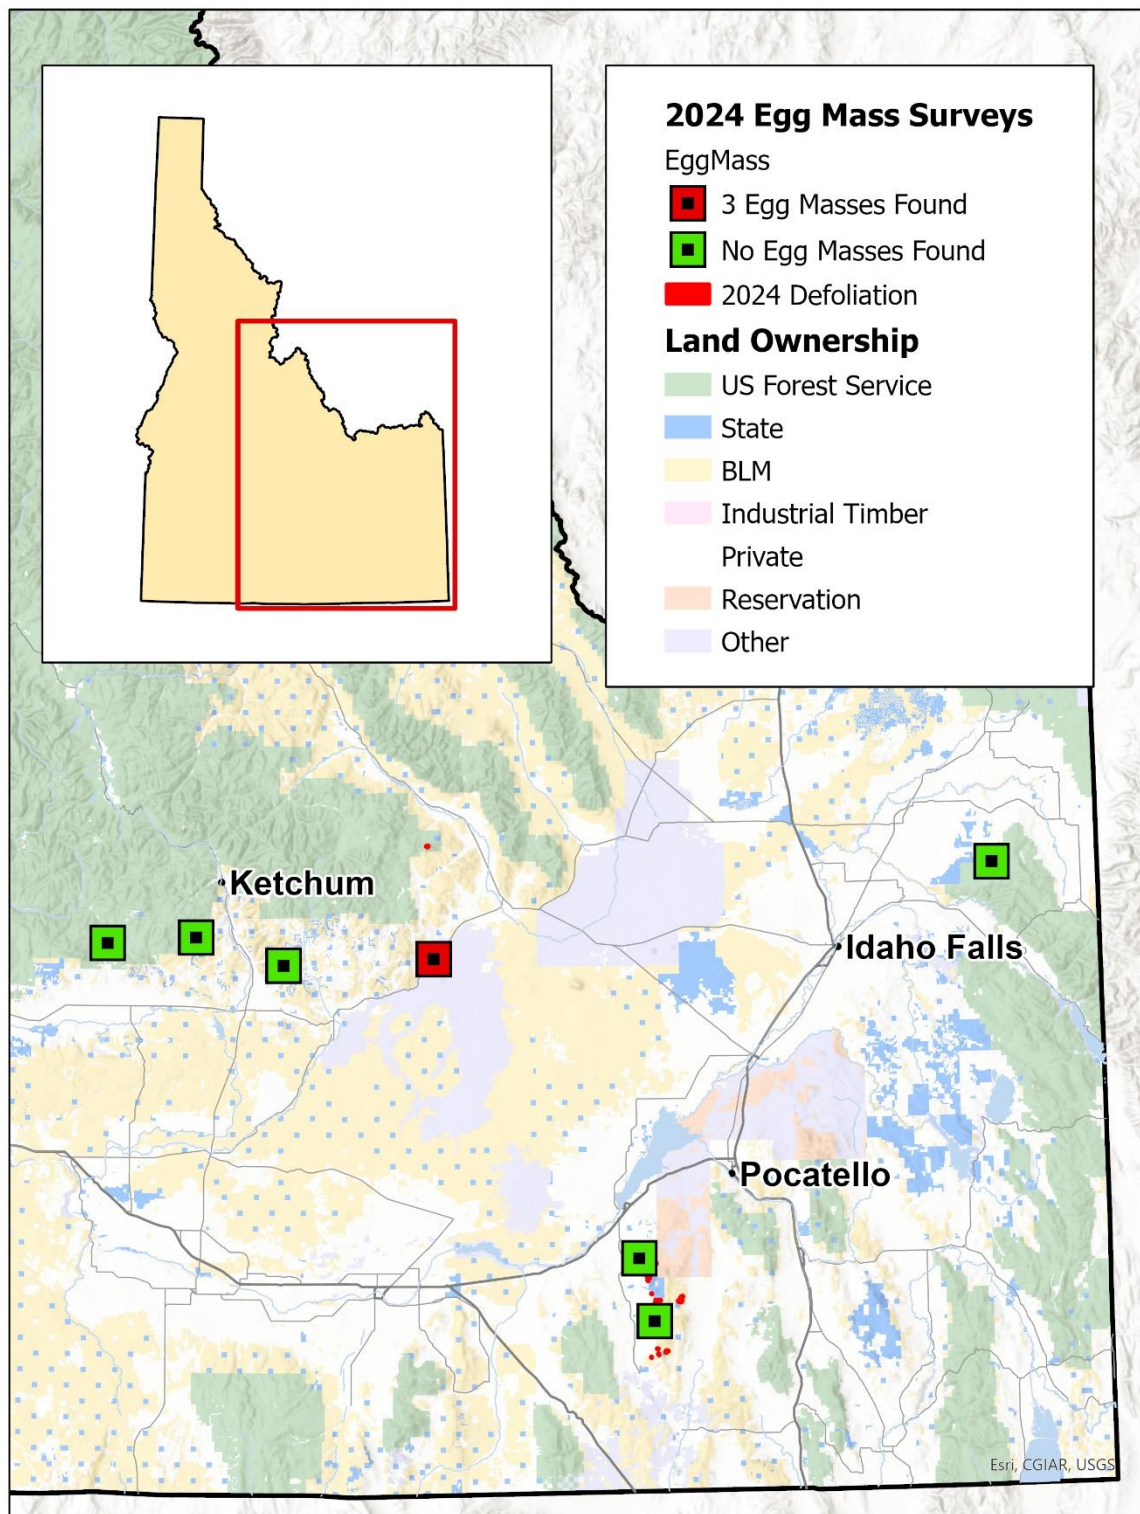 2024 Egg Mass Surveys
EggMass
3 Egg Masses Found
No Egg Masses Found
2024 Defoliation
Land Ownership
US Forest Service
State
BLM
Industrial Timber
Private
Reservation
Other
Ketchum
Idaho Falls
Pocatello
Esri, CGIAR, USGS